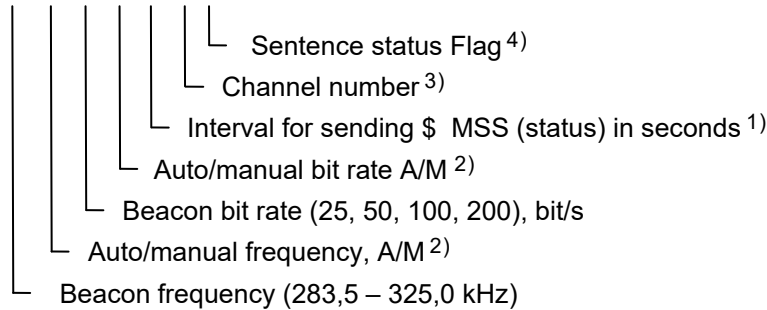 Sentence status Flag 4)
Channel number 3)
Interval for sending $ MSS (status) in seconds 1)
Auto/manual bit rate A/M 2)
Beacon bit rate (25, 50, 100, 200), bit/s
Auto/manual frequency, A/M 2)
Beacon frequency (283,5 – 325,0 kHz)